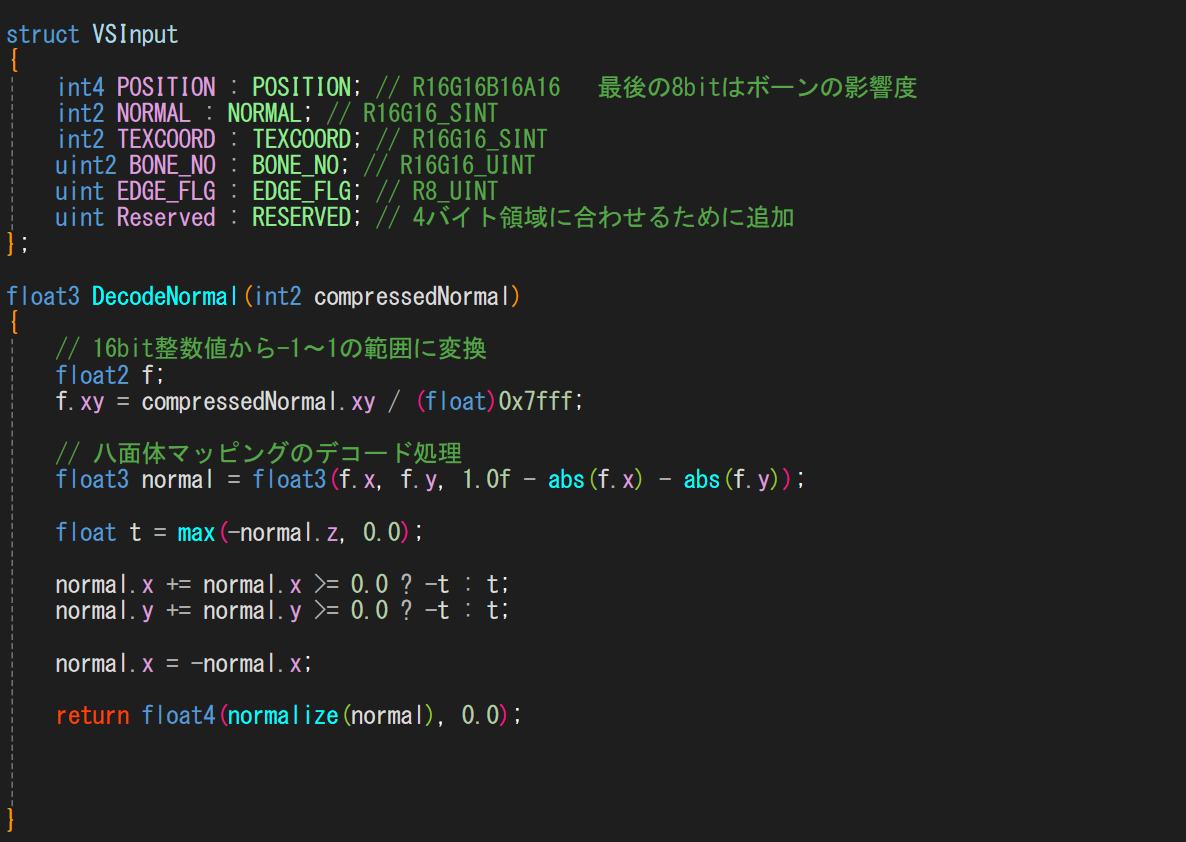 struct VSInput
{
    int4 POSITION : POSITION; // R16G16B16A16   最後の8bitはボーンの影響度
    int2 NORMAL : NORMAL; // R16G16_SINT
    int2 TEXCOORD : TEXCOORD; // R16G16_SINT
    uint2 BONE_NO : BONE_NO; // R16G16_UINT
    uint EDGE_FLG : EDGE_FLG; // R8_UINT
    uint Reserved : RESERVED; // 4バイト領域に合わせるために追加
};
float3 DecodeNormal(int2 compressedNormal)
{
    // 16bit整数値から-1～1の範囲に変換
    float2 f;
    f.xy = compressedNormal.xy / (float)0x7fff;
    // 八面体マッピングのデコード処理
    float3 normal = float3(f.x, f.y, 1.0f - abs(f.x) - abs(f.y));
    float t = max(-normal.z, 0.0);
    normal.x += normal.x >= 0.0 ? -t : t;
    normal.y += normal.y >= 0.0 ? -t : t;
    normal.x = -normal.x;
    return float4(normalize(normal), 0.0);
}